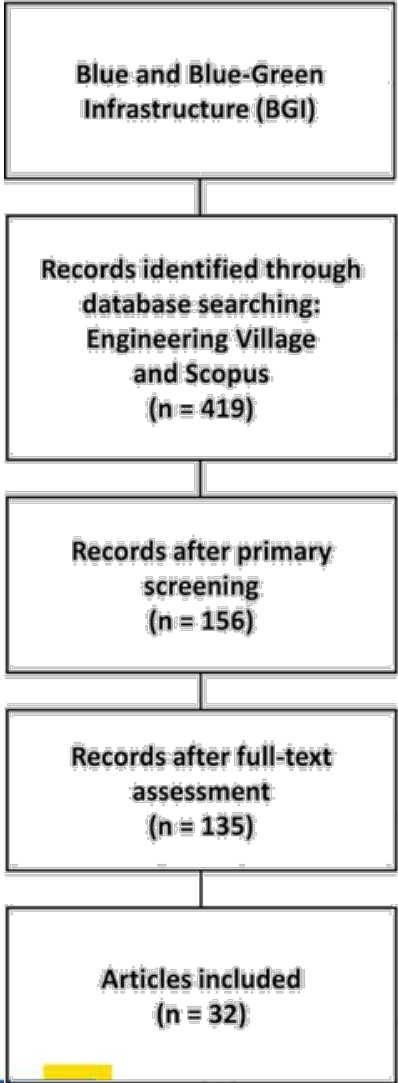 Blue and Blue-Green
Infrastructure (BGI)
Records identified through
database searching:
Engineering Village
and Scopus
(n = 419)
Records after primary
screening
(n = 156)
Records after full-text
assessment
(n = 135)
Articles included
(n = 32)